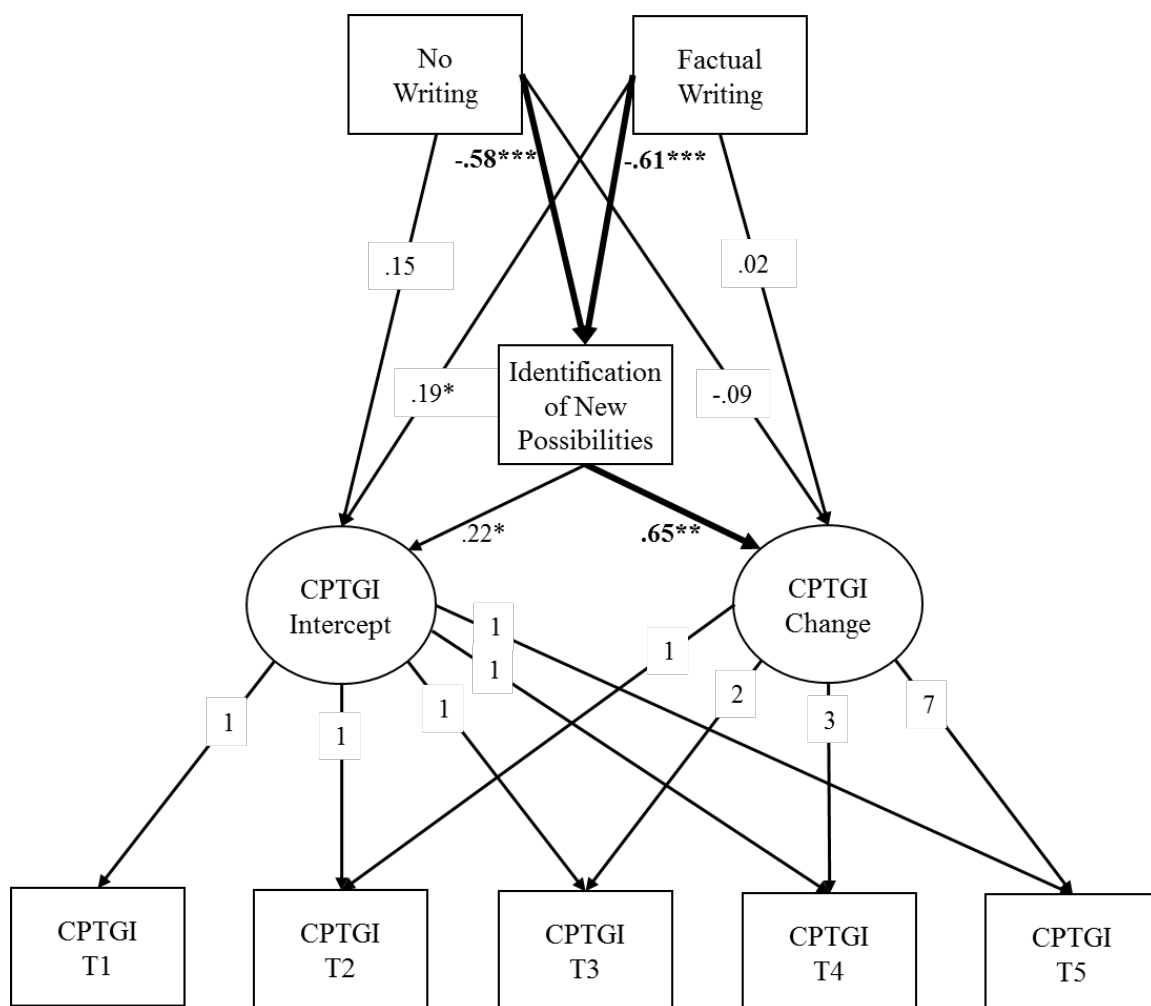 No
Writing
Factual
Writing
-.58***
-.61***
.15
.02
Identification
of New
Possibilities
.19*
-.09
.22*
.65**
CPTGI
Intercept
CPTGI
Change
1
1
1
1
1
1
2
3
7
CPTGI
T1
CPTGI
T2
CPTGI
T3
CPTGI
T4
CPTGI
T5